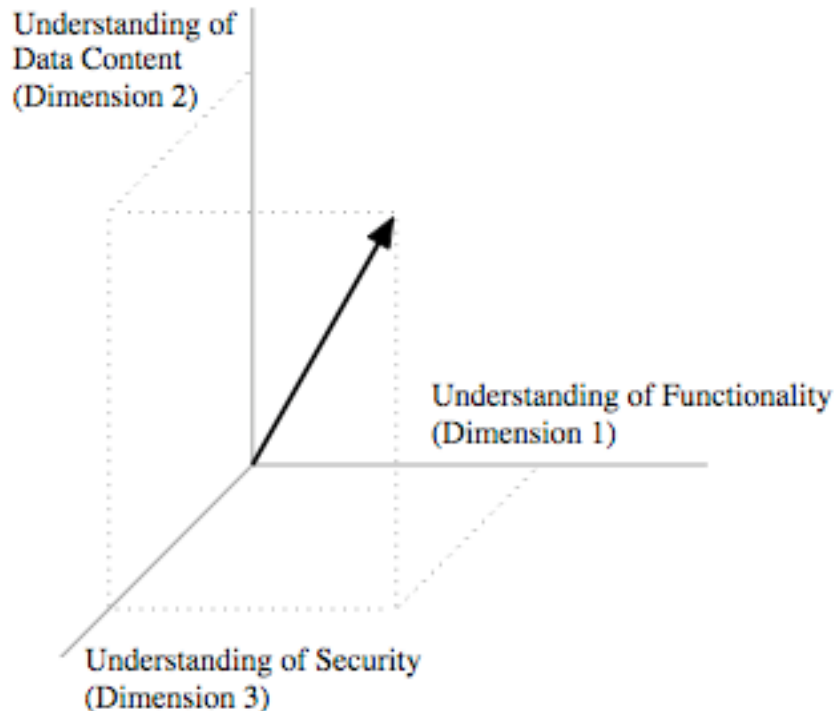 Understanding of
Data Content
(Dimension 2)
Understanding of Functionality
(Dimension 1)
Understanding of Security
(Dimension 3)